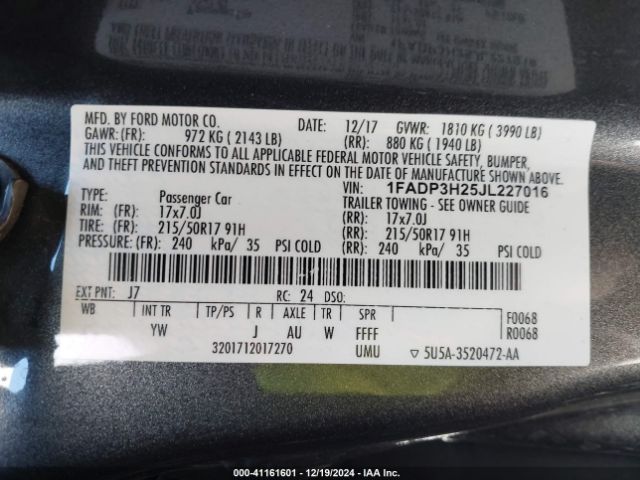 MFD. BY FORD MOTOR CO. DATE: 12/17 GVWR: 1810 KG ( 3990 LB)
GAWR: (FR): 972 KG ( 2143 LB) (RR): 880 KG ( 1940 LB)
THIS VEHICLE CONFORMS TO ALL APPLICABLE FEDERAL MOTOR VEHICLE SAFETY, BUMPER,
AND THEFT PREVENTION STANDARDS IN EFFECT ON THE DATE OF MANUFACTURE SHOWN ABOVE.
VIN: 1FADP3H25JL227016
TYPE: Passenger Car TRAILER TOWING - SEE OWNER GUIDE
RIM: (FR): 17x7.0J (RR): 17x7.0J
TIRE: (FR): 215/50R17 91H (RR): 215/50R17 91H
PRESSURE: (FR): 240 kPa/ 35 PSI COLD (RR): 240 kPa/ 35 PSI COLD
EXT PNT: J7 RC: 24 DSO:
WB INT TR TP/PS R AXLE TR SPR F0068
YW J AU W FFFF R0068
3201712017270 UMU ▽ 5U5A-3520472-AA
000-41161601 - 12/19/2024 - IAA Inc.